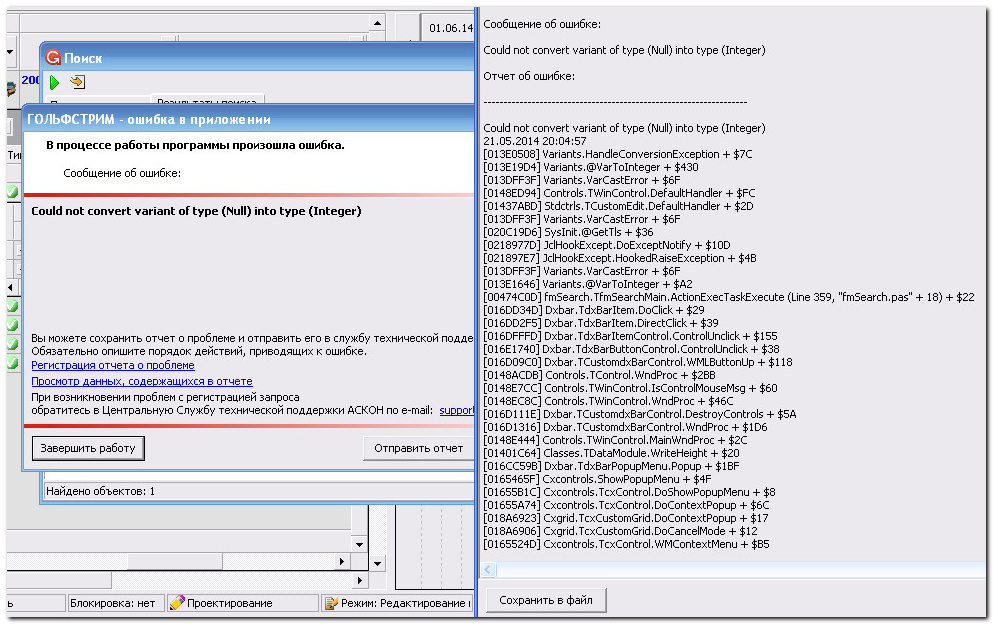 01.06.14
Поиск
200
Результаты поиска
ГОЛЬФСТРИМ - ошибка в приложении
В процессе работы программы произошла ошибка.
Сообщение об ошибке:
Could not convert variant of type (Null) into type (Integer)
Вы можете сохранить отчет о проблеме и отправить его в службу технической подде
Обязательно опишите порядок действий, приводящих к ошибке.
Регистрация отчета о проблеме
Просмотр данных, содержащихся в отчете
При возникновении проблем с регистрацией запроса
обратитесь в Центральную Службу технической поддержки АСКОН по e-mail: support
Завершить работу
Отправить отчет
Найдено объектов: 1
Блокировка: нет
Проектирование
Режим: Редактирование
Сообщение об ошибке:
Could not convert variant of type (Null) into type (Integer)
Отчет об ошибке:
------------------------------------------------------------------
Could not convert variant of type (Null) into type (Integer)
21.05.2014 20:04:57
[013E0508] Variants.HandleConversionException + $7C
[013E19D4] Variants.@VarToInteger + $430
[013DFF3F] Variants.VarCastError + $6F
[0148ED94] Controls.TWinControl.DefaultHandler + $FC
[01437ABD] Stdctrls.TCustomEdit.DefaultHandler + $2D
[013DFF3F] Variants.VarCastError + $6F
[020C19D6] SysInit.@GetTls + $36
[0218977D] JclHookExcept.DoExceptNotify + $10D
[021897E7] JclHookExcept.HookedRaiseException + $4B
[013DFF3F] Variants.VarCastError + $6F
[013E1646] Variants.@VarToInteger + $A2
[00474C0D] fmSearch.TfmSearchMain.ActionExecTaskExecute (Line 359, "fmSearch.pas" + 18) + $22
[016DD34D] Dxbar.TdxBarItem.DoClick + $29
[016DD2F5] Dxbar.TdxBarItem.DirectClick + $39
[016DFFFD] Dxbar.TdxBarItemControl.ControlUnclick + $155
[016E1740] Dxbar.TdxBarButtonControl.ControlUnclick + $38
[016D09C0] Dxbar.TCustomdxBarControl.WMLButtonUp + $118
[0148ACDB] Controls.TControl.WndProc + $2BB
[0148E7CC] Controls.TWinControl.IsControlMouseMsg + $60
[0148EC8C] Controls.TWinControl.WndProc + $46C
[016D111E] Dxbar.TCustomdxBarControl.DestroyControls + $5A
[016D1316] Dxbar.TCustomdxBarControl.WndProc + $1D6
[0148E444] Controls.TWinControl.MainWndProc + $2C
[01401C64] Classes.TDataModule.WriteHeight + $20
[016CC59B] Dxbar.TdxBarPopupMenu.Popup + $1BF
[0165465F] Cxcontrols.ShowPopupMenu + $4F
[01655B1C] Cxcontrols.TcxControl.DoShowPopupMenu + $8
[01655A74] Cxcontrols.TcxControl.DoContextPopup + $6C
[018A6923] Cxgrid.TcxCustomGrid.DoContextPopup + $17
[018A6906] Cxgrid.TcxCustomGrid.DoCancelMode + $12
[0165524D] Cxcontrols.TcxControl.WMContextMenu + $B5
Сохранить в файл